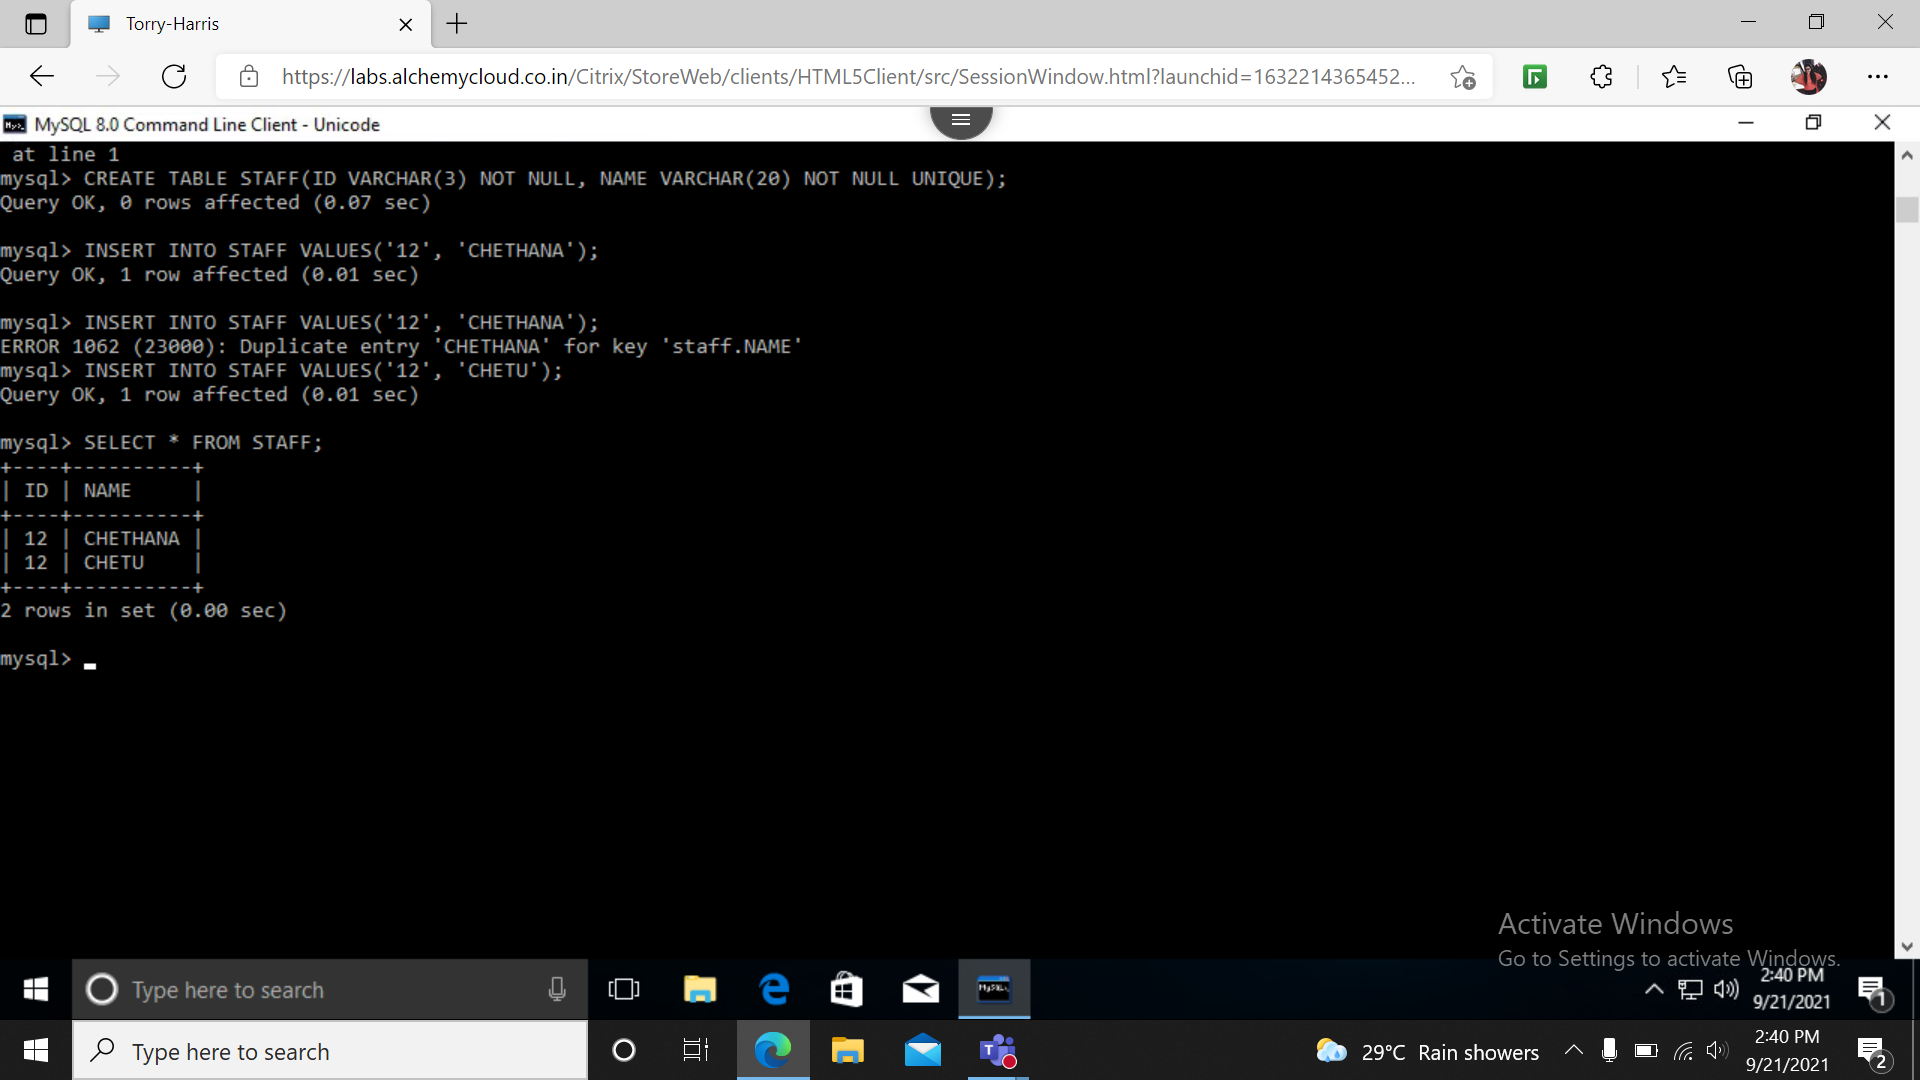 Torry-Harris
https://labs.alchemycloud.co.in/Citrix/StoreWeb/clients/HTML5Client/src/SessionWindow.html?launchid=1632214365452...
MySQL 8.0 Command Line Client - Unicode
at line 1
mysql> CREATE TABLE STAFF(ID VARCHAR(3) NOT NULL, NAME VARCHAR(20) NOT NULL UNIQUE);
Query OK, 0 rows affected (0.07 sec)
mysql> INSERT INTO STAFF VALUES('12', 'CHETHANA');
Query OK, 1 row affected (0.01 sec)
mysql> INSERT INTO STAFF VALUES('12', 'CHETHANA');
ERROR 1062 (23000): Duplicate entry 'CHETHANA' for key 'staff.NAME'
mysql> INSERT INTO STAFF VALUES('12', 'CHETU');
Query OK, 1 row affected (0.01 sec)
mysql> SELECT * FROM STAFF;
+----+----------+
| ID | NAME     |
+----+----------+
| 12 | CHETHANA |
| 12 | CHETU    |
+----+----------+
2 rows in set (0.00 sec)
mysql> _
Activate Windows
Go to Settings to activate Windows.
Type here to search
2:40 PM
9/21/2021
1
Type here to search
29°C Rain showers
2:40 PM
9/21/2021
2